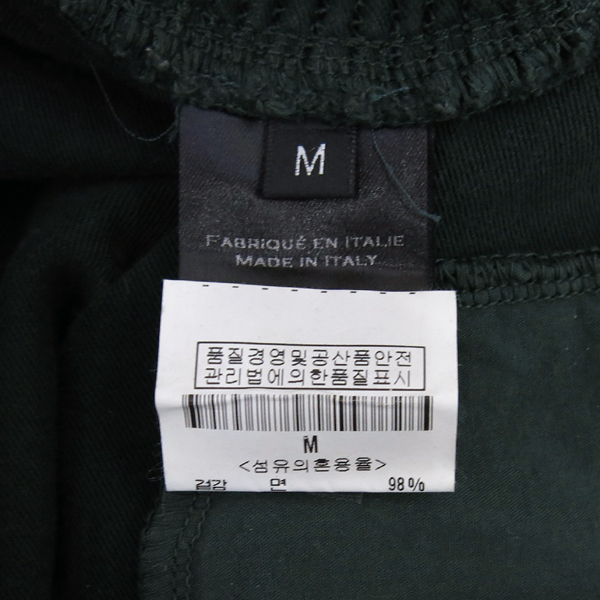 M
FABRIQUÉ EN ITALIE
MADE IN ITALY
품질경영및공산품안전
관리법에의한품질표시
M
<섬유의혼용율>
겉감 면 98%